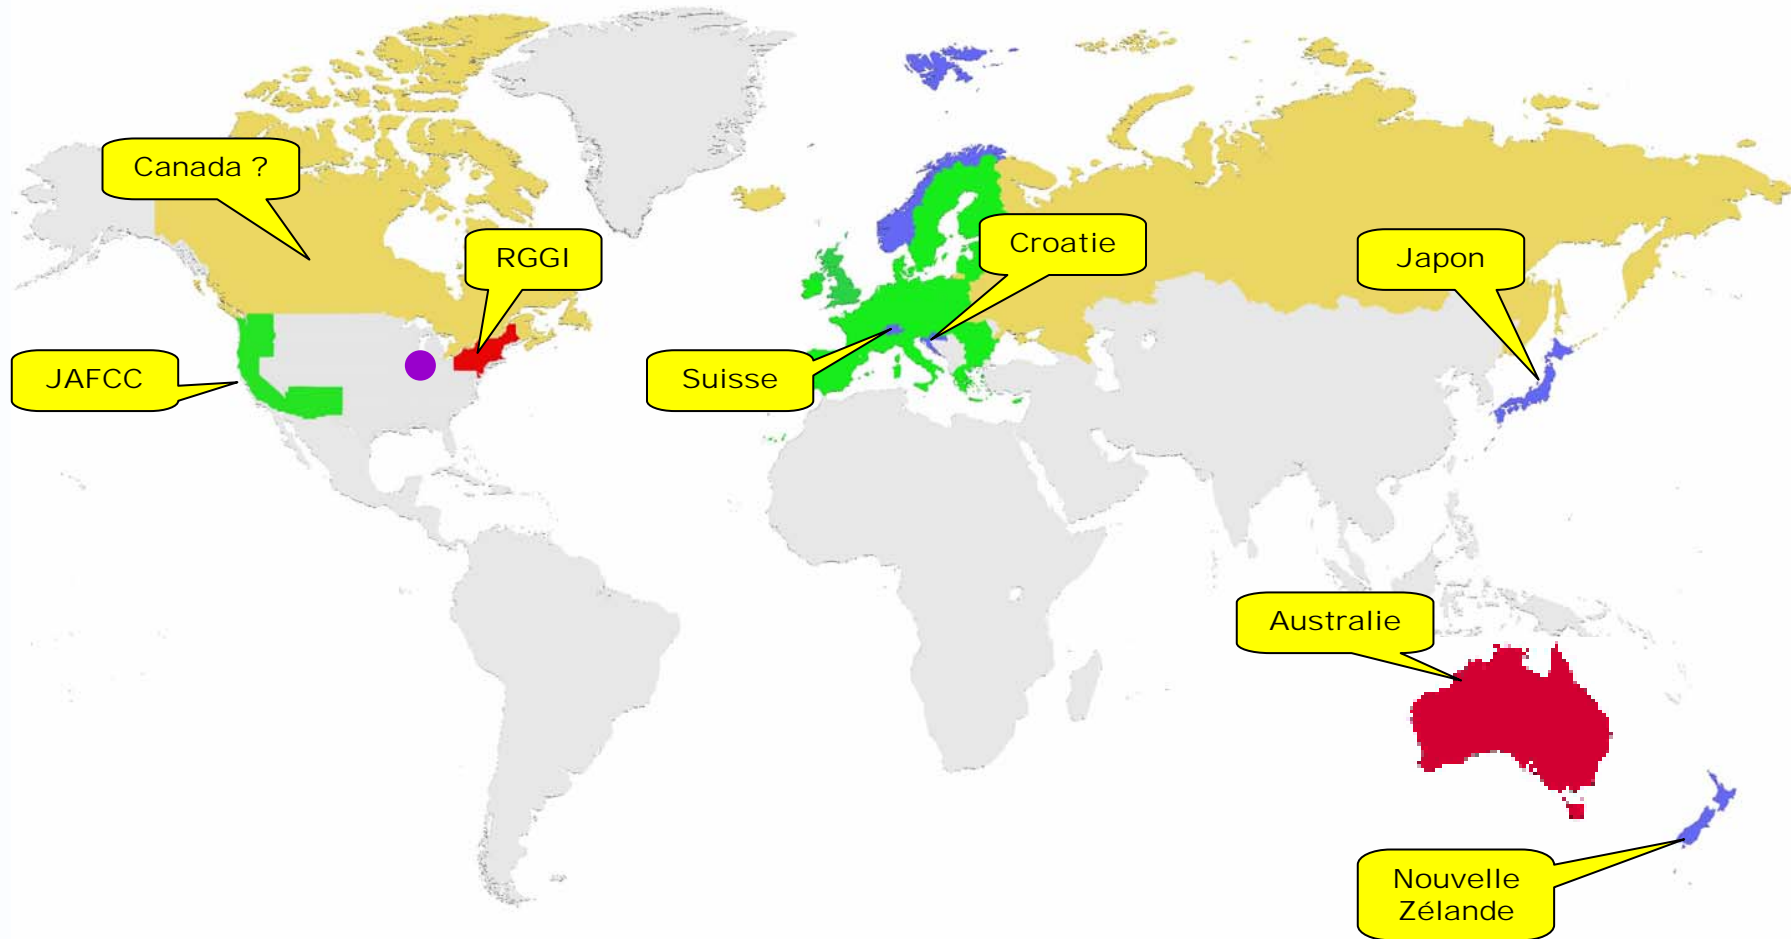 Canada ?
RGGI
Croatie
Japon
JAFCC
Suisse
Australie
Nouvelle
Zélande